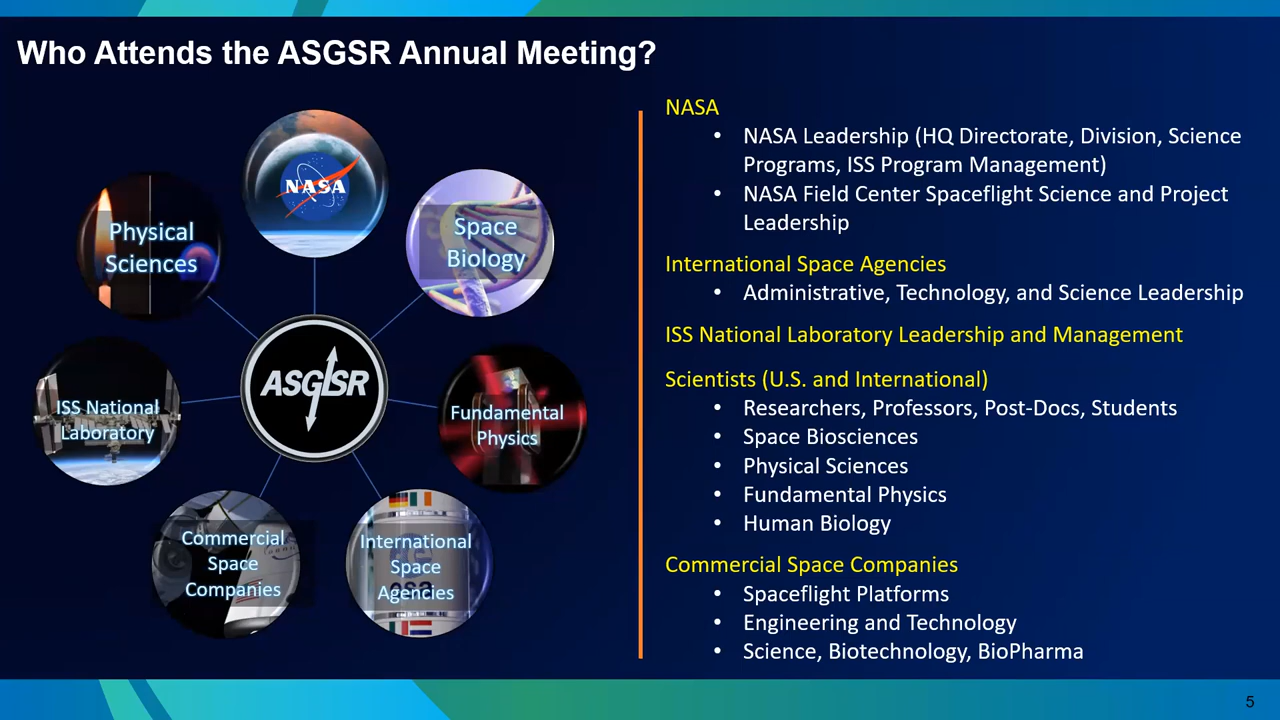 Who Attends the ASGSR Annual Meeting?
NASA
Physical
Sciences
Space
Biology
ASGSR
ISS National
Laboratory
Fundamental
Physics
Commercial
Space
Companies
International
Space
Agencies
esa
NASA
• NASA Leadership (HQ Directorate, Division, Science
Programs, ISS Program Management)
• NASA Field Center Spaceflight Science and Project
Leadership
International Space Agencies
• Administrative, Technology, and Science Leadership
ISS National Laboratory Leadership and Management
Scientists (U.S. and International)
• Researchers, Professors, Post-Docs, Students
• Space Biosciences
• Physical Sciences
• Fundamental Physics
• Human Biology
Commercial Space Companies
• Spaceflight Platforms
• Engineering and Technology
• Science, Biotechnology, BioPharma
5